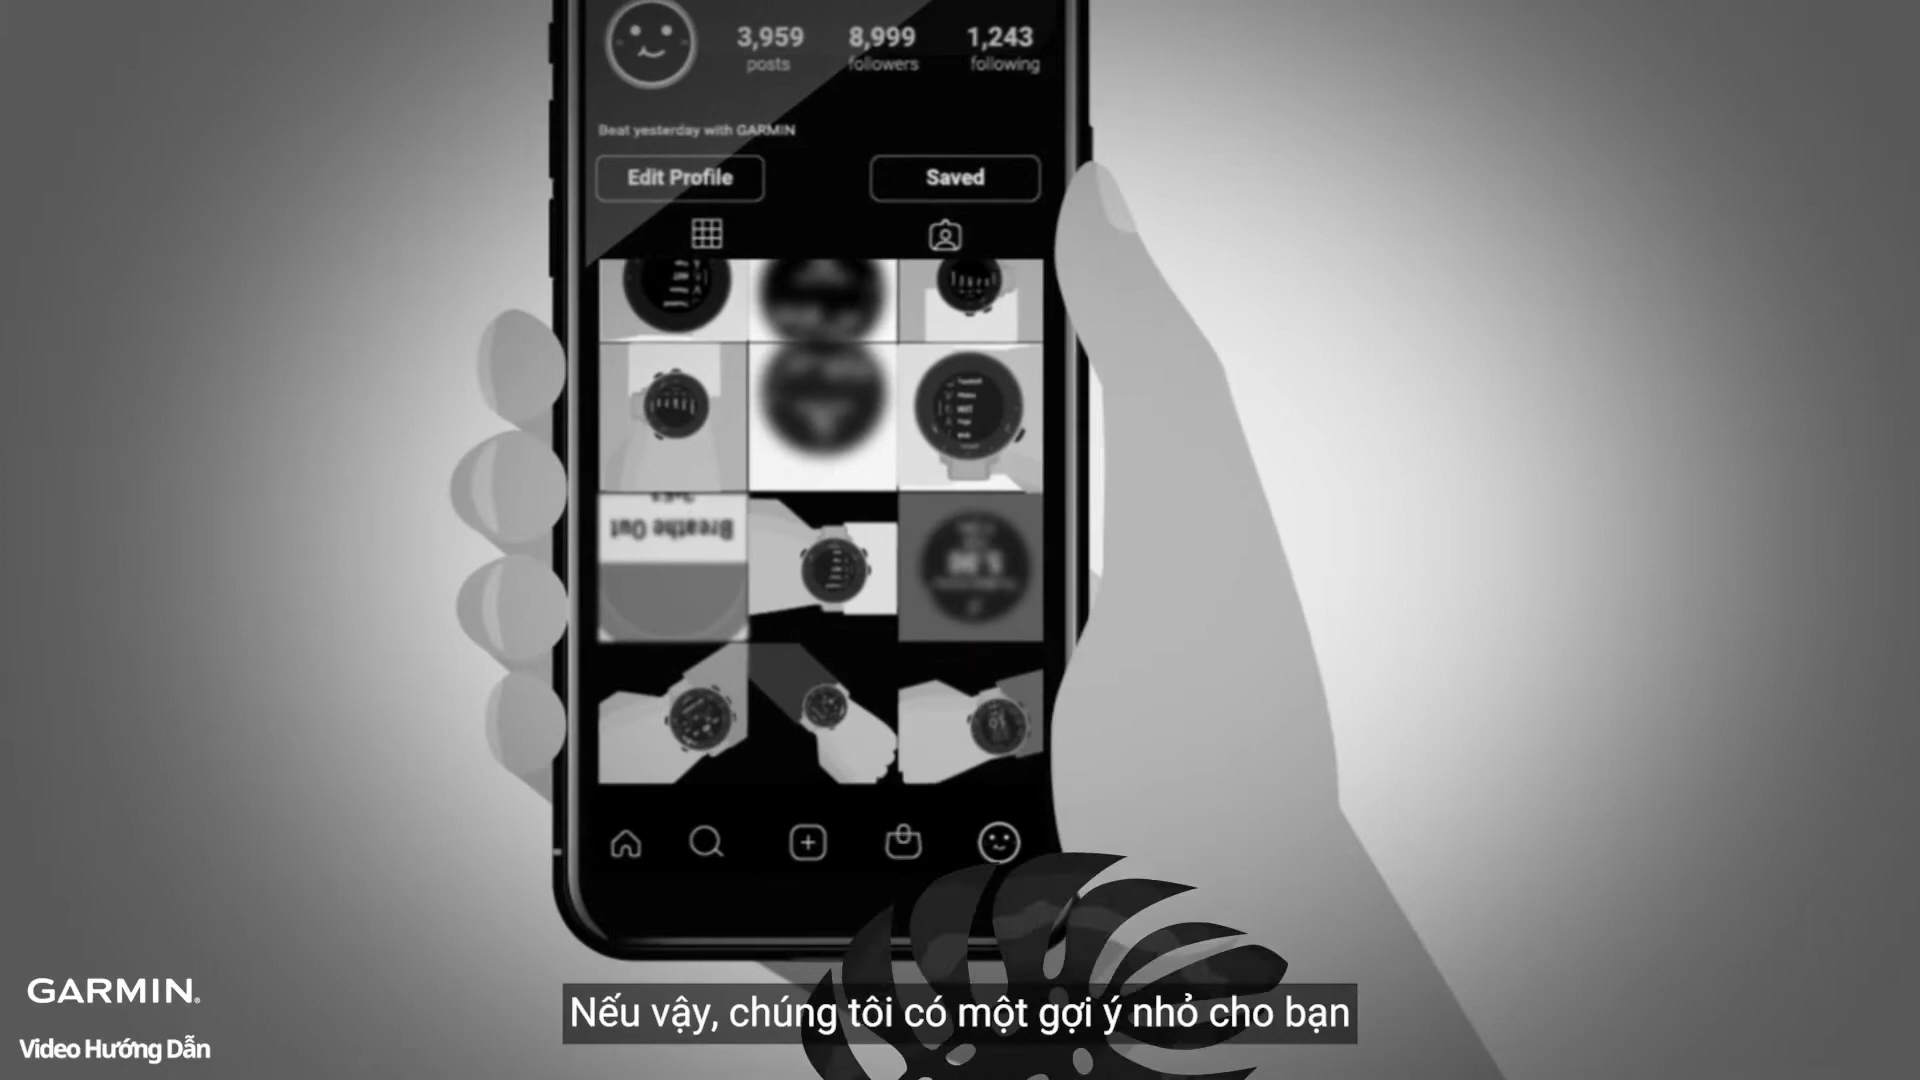 3,959 8,999 1,243
posts followers following
Beat yesterday with GARMIN
Edit Profile Saved
Breathe Out
GARMIN
Video Hướng Dẫn
Nếu vậy, chúng tôi có một gợi ý nhỏ cho bạn